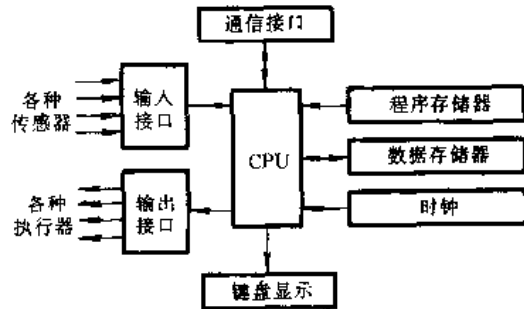 通信接口
各种
传感器
输入
接口
CPU
程序存储器
数据存储器
时钟
各种
执行器
输出
接口
键盘显示